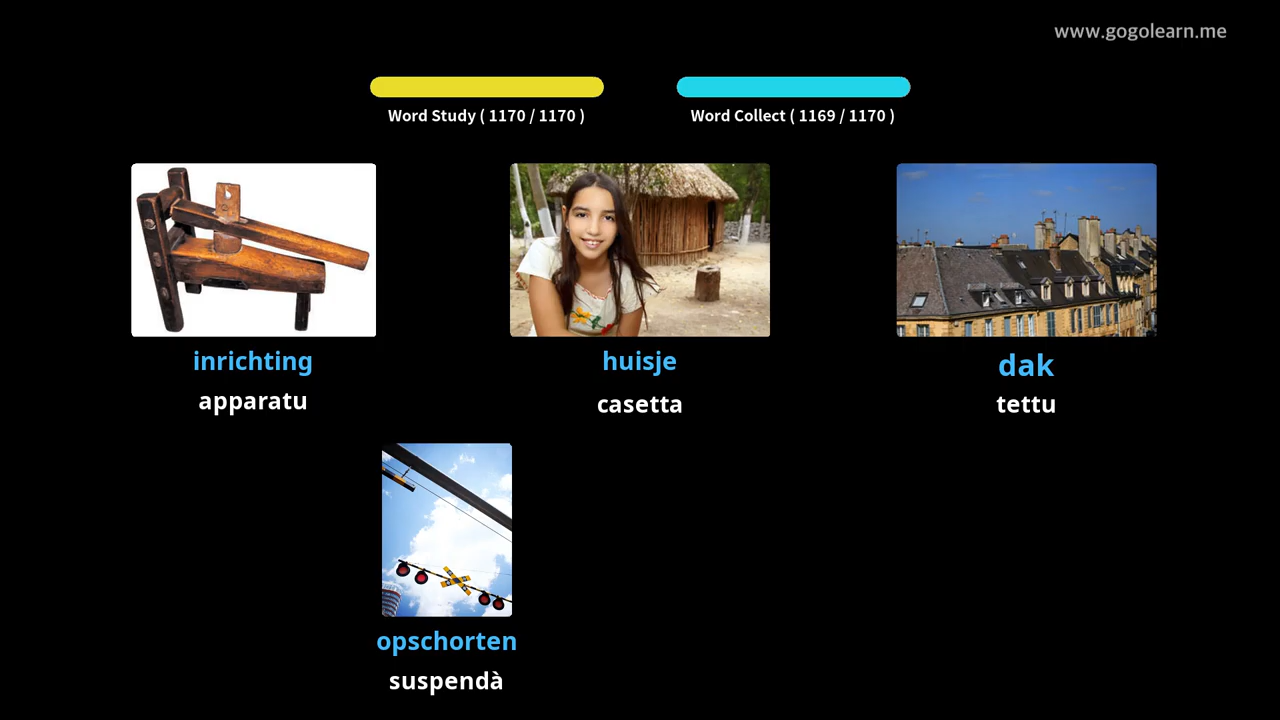 www.gogolearn.me
Word Study ( 1170 / 1170 )
Word Collect ( 1169 / 1170 )
inrichting
apparatu
huisje
casetta
dak
tettu
opschorten
suspendà